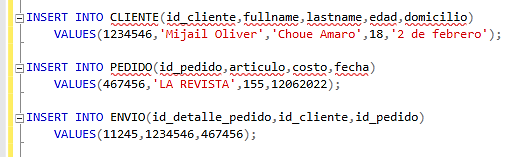 INSERT INTO CLIENTE(id_cliente,fullname,lastname,edad,domicilio)
VALUES(1234546,'Mijail Oliver','Choue Amaro',18,'2 de febrero');
INSERT INTO PEDIDO(id_pedido,articulo,costo,fecha)
VALUES(467456,'LA REVISTA',155,12062022);
INSERT INTO ENVIO(id_detalle_pedido,id_cliente,id_pedido)
VALUES(11245,1234546,467456);